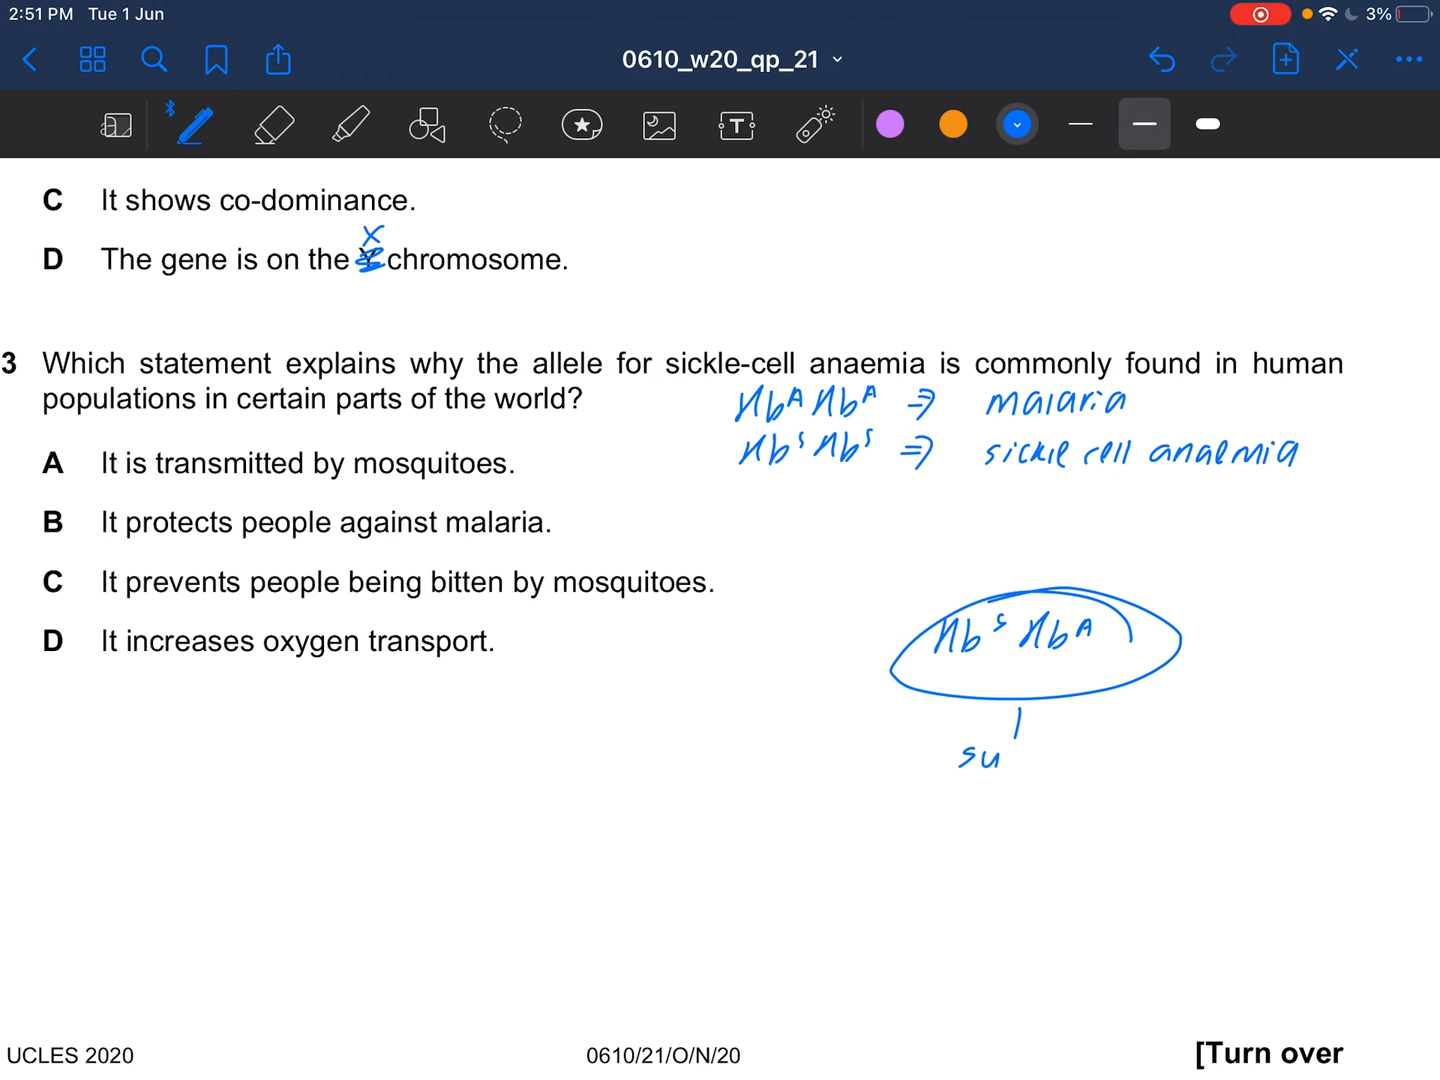 2:51 PM Tue 1 Jun
3%
0610_w20_qp_21
T
C It shows co-dominance.
X
D The gene is on the Y chromosome.
3 Which statement explains why the allele for sickle-cell anaemia is commonly found in human
populations in certain parts of the world?
HbᴬHbᴬ ⇒ malaria
HbˢHbˢ ⇒ sickle cell anaemia
A It is transmitted by mosquitoes.
B It protects people against malaria.
C It prevents people being bitten by mosquitoes.
HbˢHbᴬ
D It increases oxygen transport.
su
UCLES 2020 0610/21/O/N/20 [Turn over